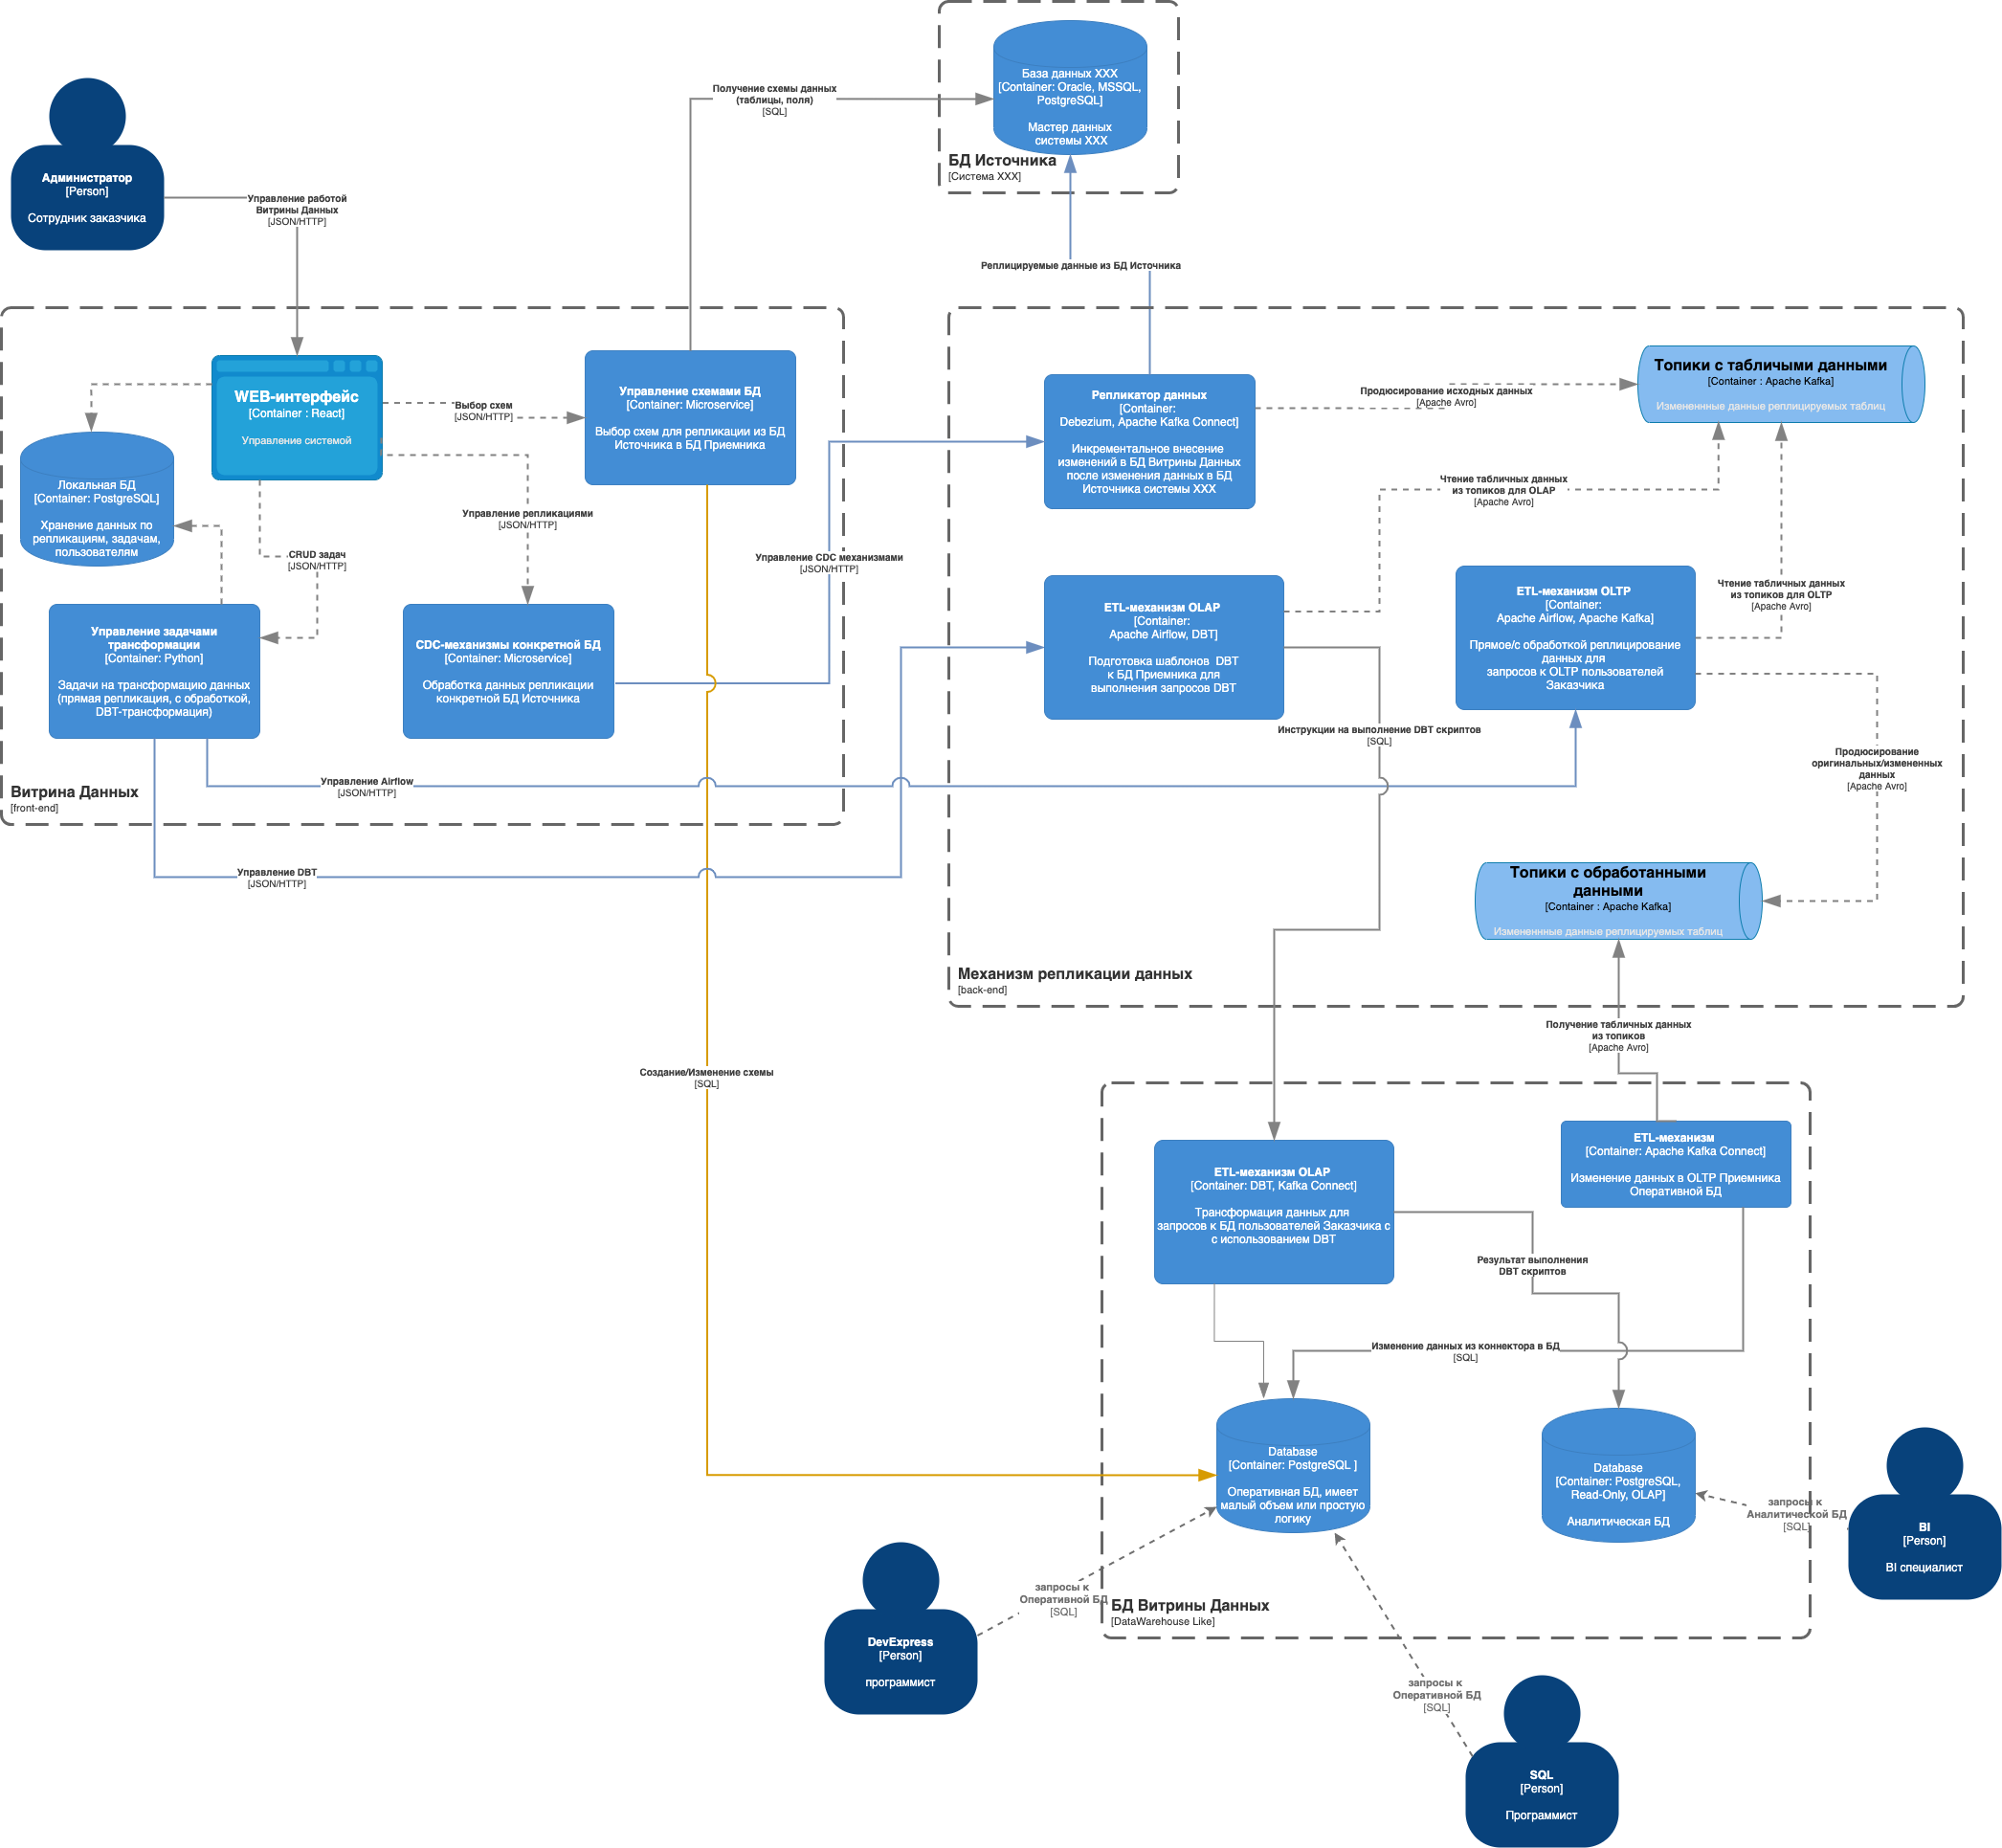 База данных XXX
[Container: Oracle, MSSQL,
PostgreSQL]
Мастер данных
системы XXX
БД Источника
[Система XXX]
Получение схемы данных
(таблицы, поля)
[SQL]
Администратор
[Person]
Сотрудник заказчика
Управление работой
Витрины Данных
[JSON/HTTP]
Реплицируемые данные из БД Источника
WEB-интерфейс
[Container : React]
Управление системой
Выбор схем
[JSON/HTTP]
Управление схемами БД
[Container: Microservice]
Выбор схем для репликации из БД
Источника в БД Приемника
Локальная БД
[Container: PostgreSQL]
Хранение данных по
репликациям, задачам,
пользователям
Управление репликациями
[JSON/HTTP]
CRUD задач
[JSON/HTTP]
Управление задачами
трансформации
[Container: Python]
Задачи на трансформацию данных
(прямая репликация, с обработкой,
DBT-трансформация)
CDC-механизмы конкретной БД
[Container: Microservice]
Обработка данных репликации
конкретной БД Источника
Управление CDC механизмами
[JSON/HTTP]
Управление Airflow
[JSON/HTTP]
Витрина Данных
[front-end]
Управление DBT
[JSON/HTTP]
Репликатор данных
[Container:
Debezium, Apache Kafka Connect]
Инкрементальное внесение
изменений в БД Витрины Данных
после изменения данных в БД
Источника системы XXX
Продюсирование исходных данных
[Apache Avro]
Топики с табличыми данными
[Container : Apache Kafka]
Изменннные данные реплицируемых таблиц
Чтение табличных данных
из топиков для OLAP
[Apache Avro]
ETL-механизм OLAP
[Container:
Apache Airflow, DBT]
Подготовка шаблонов DBT
к БД Приемника для
выполнения запросов DBT
ETL-механизм OLTP
[Container:
Apache Airflow, Apache Kafka]
Прямое/с обработкой реплицирование
данных для
запросов к OLTP пользователей
Заказчика
Чтение табличных данных
из топиков для OLTP
[Apache Avro]
Инструкции на выполнение DBT скриптов
[SQL]
Продюсирование
оригинальных/измененных
данных
[Apache Avro]
Топики с обработанными
данными
[Container : Apache Kafka]
Изменннные данные реплицируемых таблиц
Механизм репликации данных
[back-end]
Получение табличных данных
из топиков
[Apache Avro]
Создание/Изменение схемы
[SQL]
ETL-механизм OLAP
[Container: DBT, Kafka Connect]
Трансформация данных для
запросов к БД пользователей Заказчика с
с использованием DBT
ETL-механизм
[Container: Apache Kafka Connect]
Изменение данных в OLTP Приемника
Оперативной БД
Результат выполнения
DBT скриптов
Изменение данных из коннектора в БД
[SQL]
Database
[Container: PostgreSQL ]
Оперативная БД, имеет
малый объем или простую
логику
Database
[Container: PostgreSQL,
Read-Only, OLAP]
Аналитическая БД
запросы к
Аналитической БД
[SQL]
BI
[Person]
BI специалист
запросы к
Оперативной БД
[SQL]
БД Витрины Данных
[DataWarehouse Like]
DevExpress
[Person]
программист
запросы к
Оперативной БД
[SQL]
SQL
[Person]
Программист